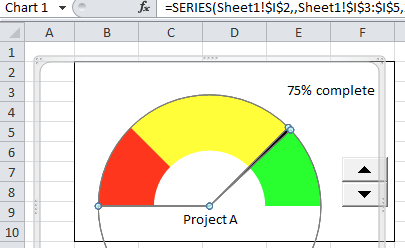 Chart 1
fx
=SERIES(Sheet1!$I$2,,Sheet1!$I$3:$I$5,
A B C D E F
1
2
3
75% complete
4
5
6
7
8
9
Project A
10